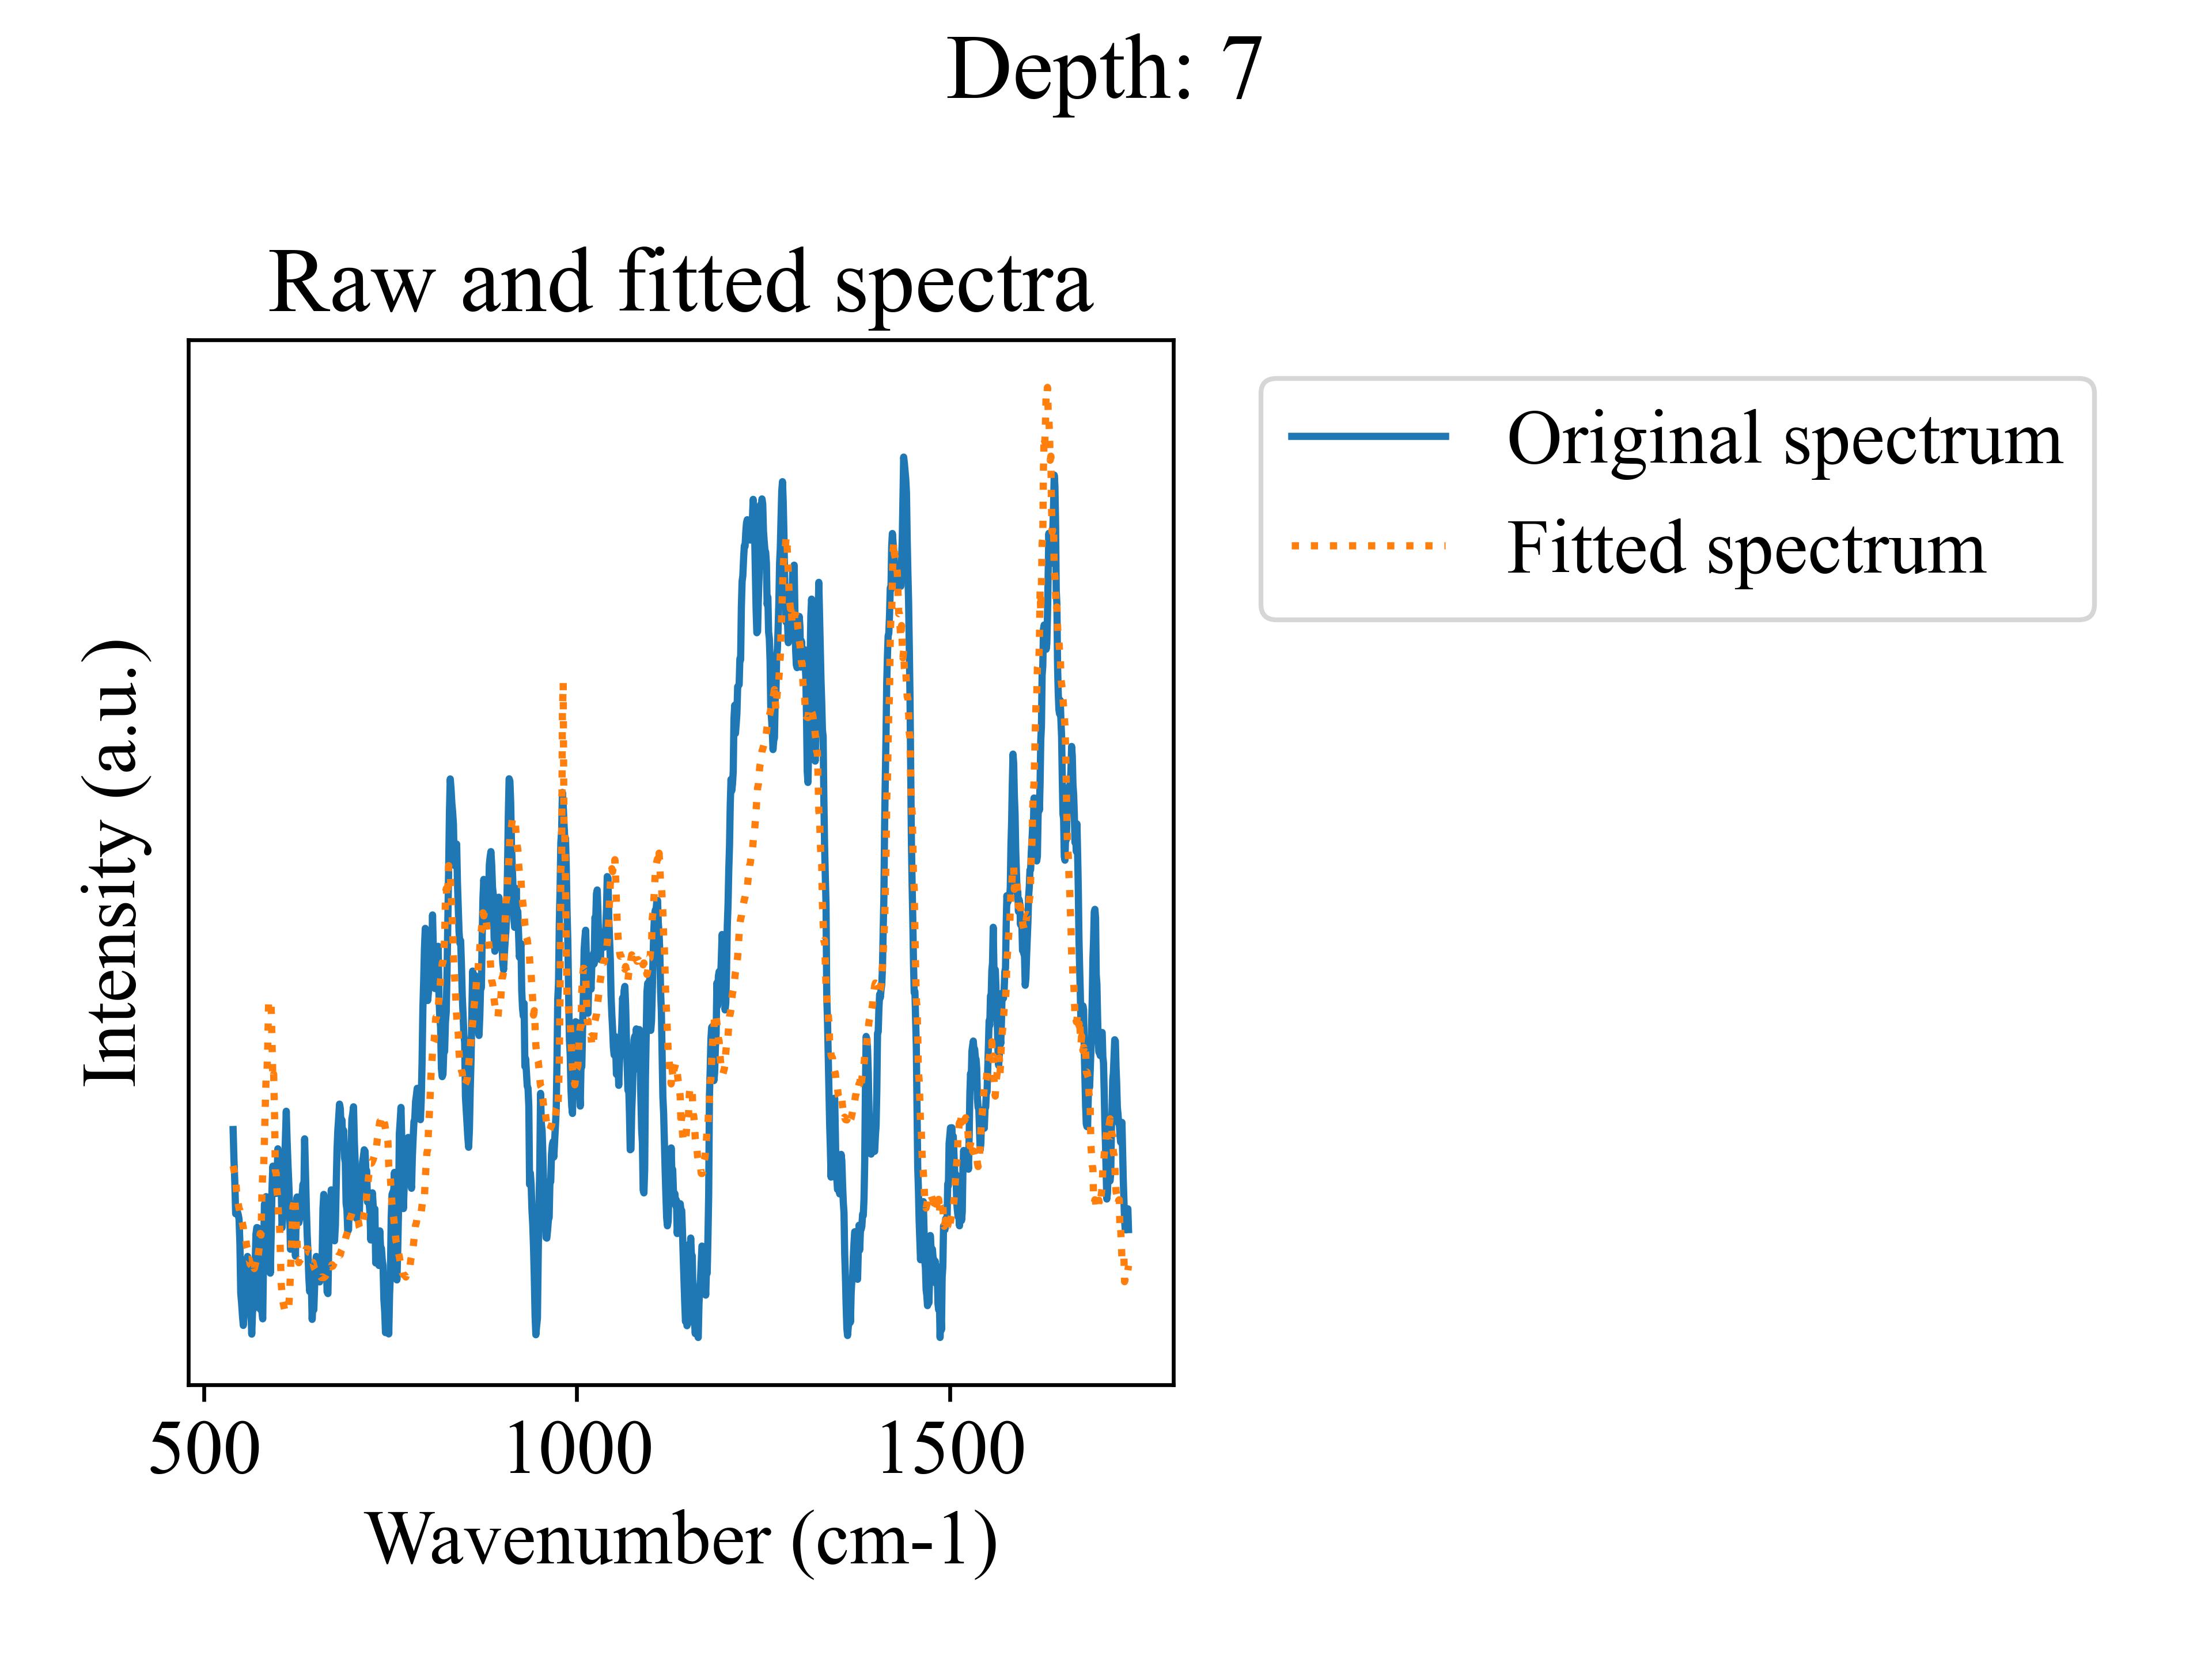 Depth: 7
Raw and fitted spectra
Original spectrum
Fitted spectrum
Intensity (a.u.)
500 1000 1500
Wavenumber (cm-1)